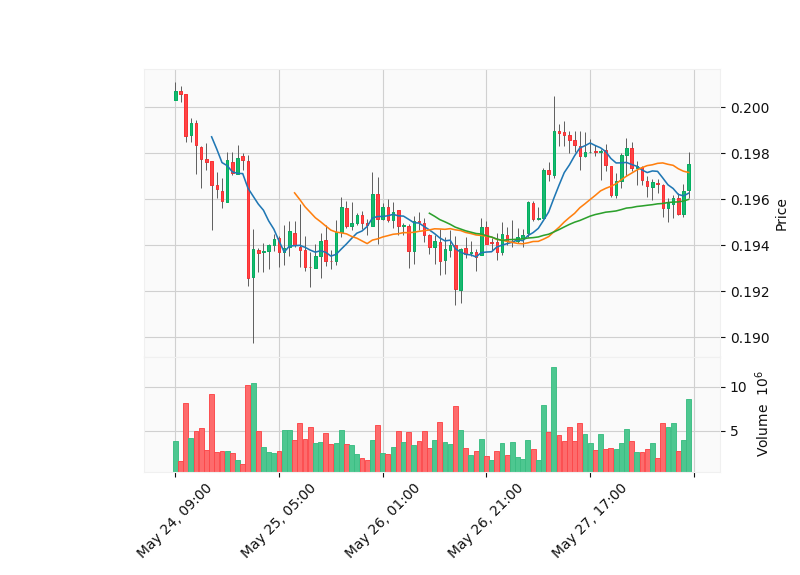 0.200
0.198
0.196
0.194
0.192
0.190
Price
10
5
Volume 10^6
May 24, 09:00
May 25, 05:00
May 26, 01:00
May 26, 21:00
May 27, 17:00